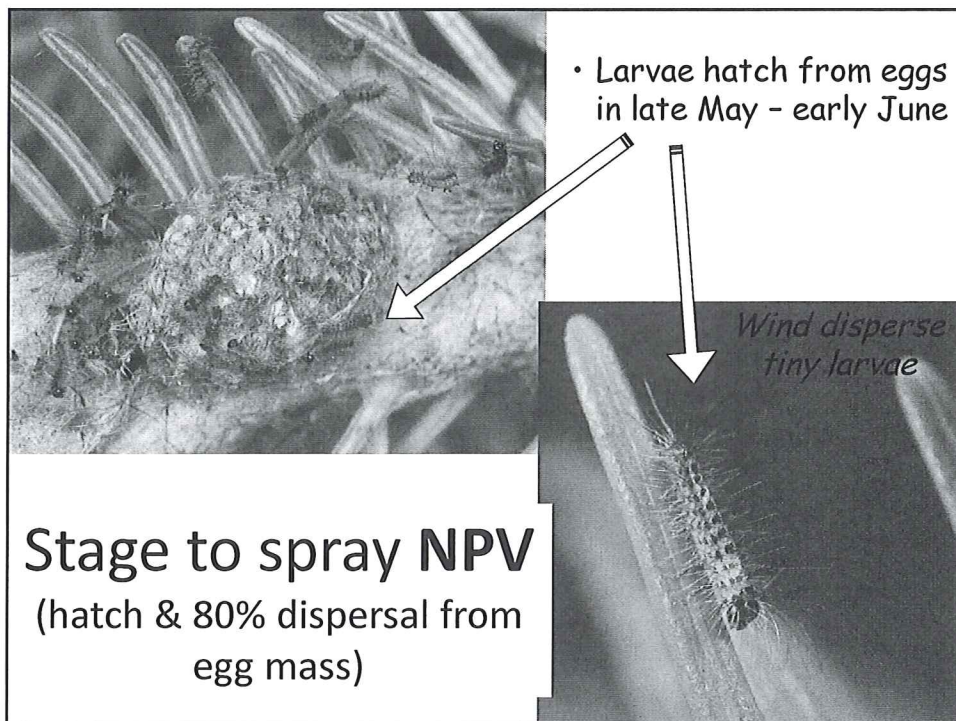 • Larvae hatch from eggs
in late May – early June
Wind disperse
tiny larvae
Stage to spray NPV
(hatch & 80% dispersal from
egg mass)